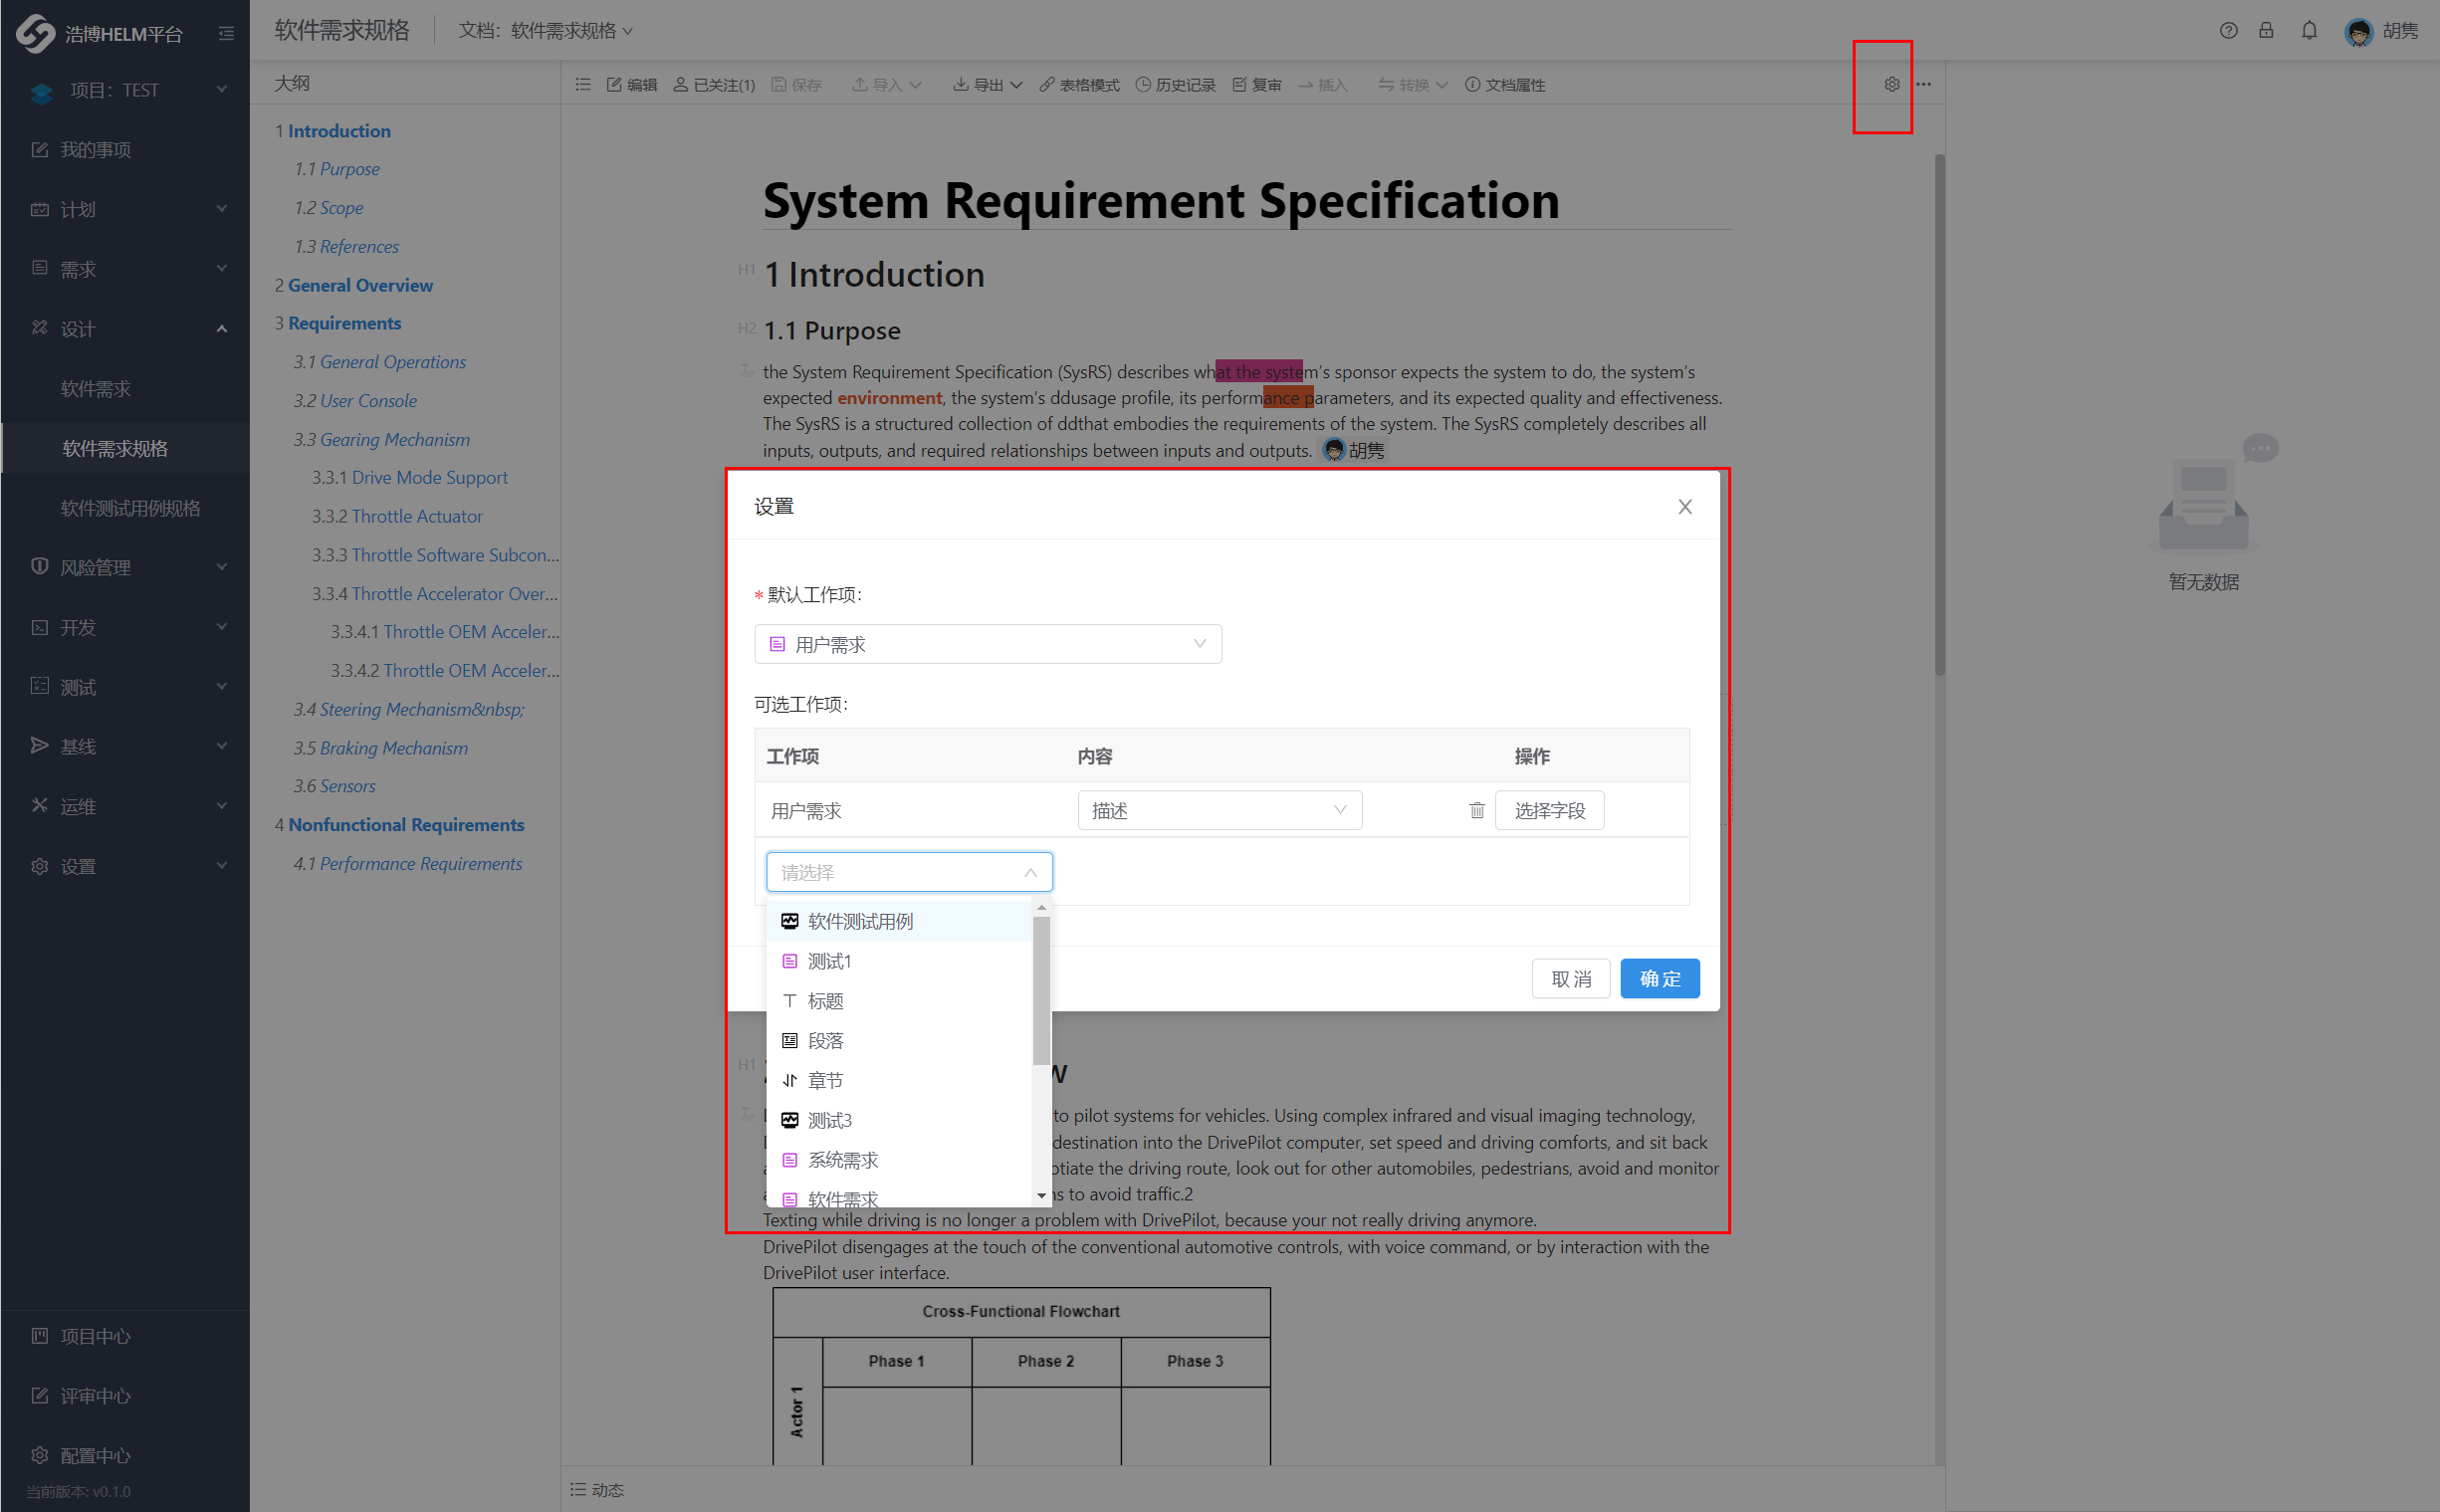 浩博HELM平台
项目：TEST
我的事项
计划
需求
设计
软件需求
软件需求规格
软件测试用例规格
风险管理
开发
测试
基线
运维
设置
项目中心
评审中心
配置中心
当前版本: v0.1.0
软件需求规格
文档：软件需求规格
胡隽
大纲
1 Introduction
1.1 Purpose
1.2 Scope
1.3 References
2 General Overview
3 Requirements
3.1 General Operations
3.2 User Console
3.3 Gearing Mechanism
3.3.1 Drive Mode Support
3.3.2 Throttle Actuator
3.3.3 Throttle Software Subcon...
3.3.4 Throttle Accelerator Over...
3.3.4.1 Throttle OEM Acceler...
3.3.4.2 Throttle OEM Acceler...
3.4 Steering Mechanism&nbsp;
3.5 Braking Mechanism
3.6 Sensors
4 Nonfunctional Requirements
4.1 Performance Requirements
编辑 已关注(1) 保存 导入 导出 表格模式 历史记录 复审 插入 转换 文档属性
System Requirement Specification
H1 1 Introduction
H2 1.1 Purpose
the System Requirement Specification (SysRS) describes what the system’s sponsor expects the system to do, the system’s
expected environment, the system’s ddusage profile, its performance parameters, and its expected quality and effectiveness.
The SysRS is a structured collection of ddthat embodies the requirements of the system. The SysRS completely describes all
inputs, outputs, and required relationships between inputs and outputs. 胡隽
设置
* 默认工作项：
用户需求
可选工作项：
工作项 内容 操作
用户需求 描述 选择字段
请选择
软件测试用例
测试1
标题
段落
章节
测试3
系统需求
软件需求
取 消 确 定
H1
w
to pilot systems for vehicles. Using complex infrared and visual imaging technology,
destination into the DrivePilot computer, set speed and driving comforts, and sit back
otiate the driving route, look out for other automobiles, pedestrians, avoid and monitor
ns to avoid traffic.2
Texting while driving is no longer a problem with DrivePilot, because your not really driving anymore.
DrivePilot disengages at the touch of the conventional automotive controls, with voice command, or by interaction with the
DrivePilot user interface.
Cross-Functional Flowchart
Phase 1 Phase 2 Phase 3
Actor 1
动态
暂无数据